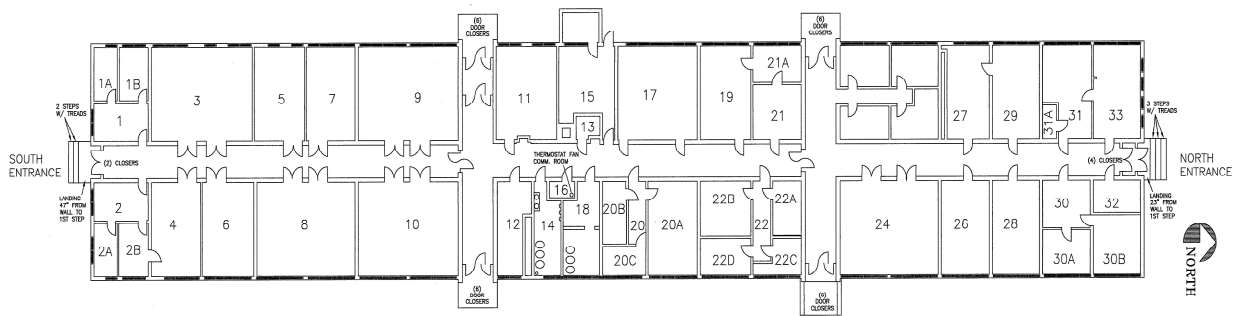 (6)
DOOR
CLOSERS
(6)
DOOR
CLOSERS
1A
1B
3
5
7
9
11
15
13
17
19
21A
21
27
29
31A
31
33
1
2 STEPS
W/ TREADS
3 STEPS
W/ TREADS
SOUTH
ENTRANCE
(2) CLOSERS
THERMOSTAT FAN
COMM. ROOM
(4) CLOSERS
NORTH
ENTRANCE
LANDING
47" FROM
WALL TO
1ST STEP
LANDING
23" FROM
WALL TO
1ST STEP
2
2A
2B
4
6
8
10
12
14
16
18
20B
20
20C
20A
22B
22A
22
22D
22C
24
26
28
30
32
30A
30B
NORTH
(6)
DOOR
CLOSERS
(6)
DOOR
CLOSERS